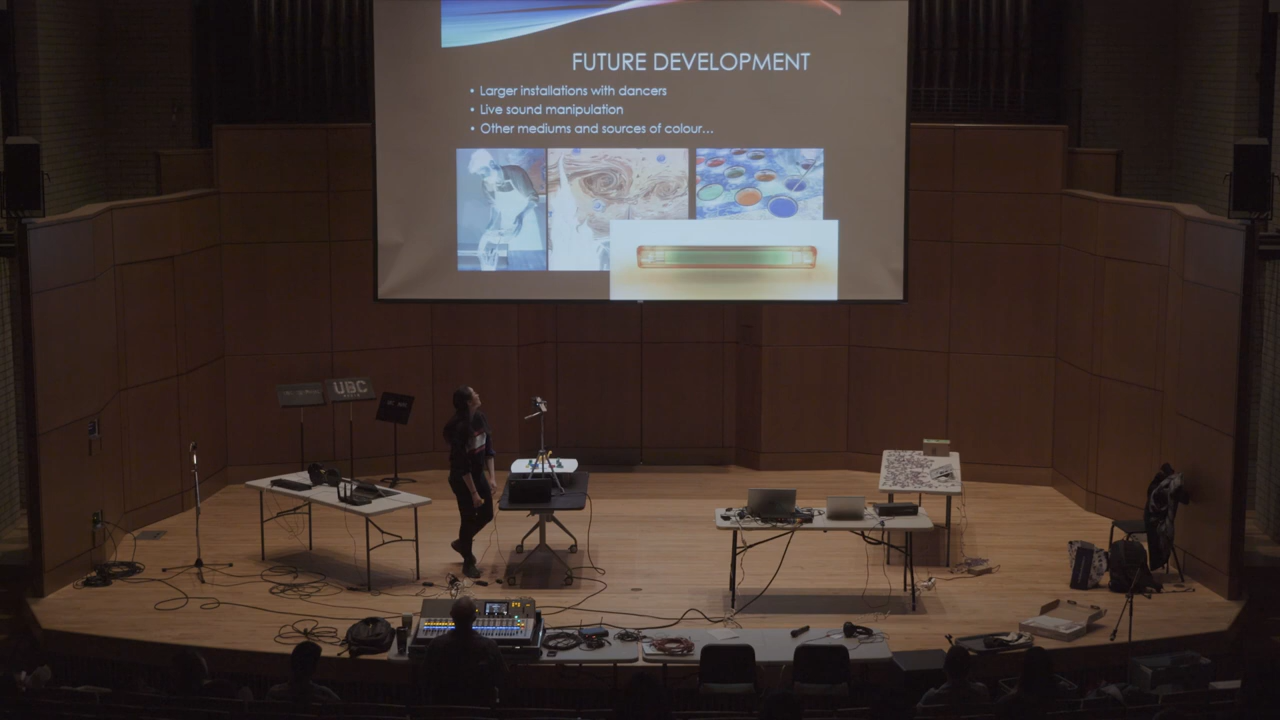 FUTURE DEVELOPMENT
• Larger installations with dancers
• Live sound manipulation
• Other mediums and sources of colour...
UBC